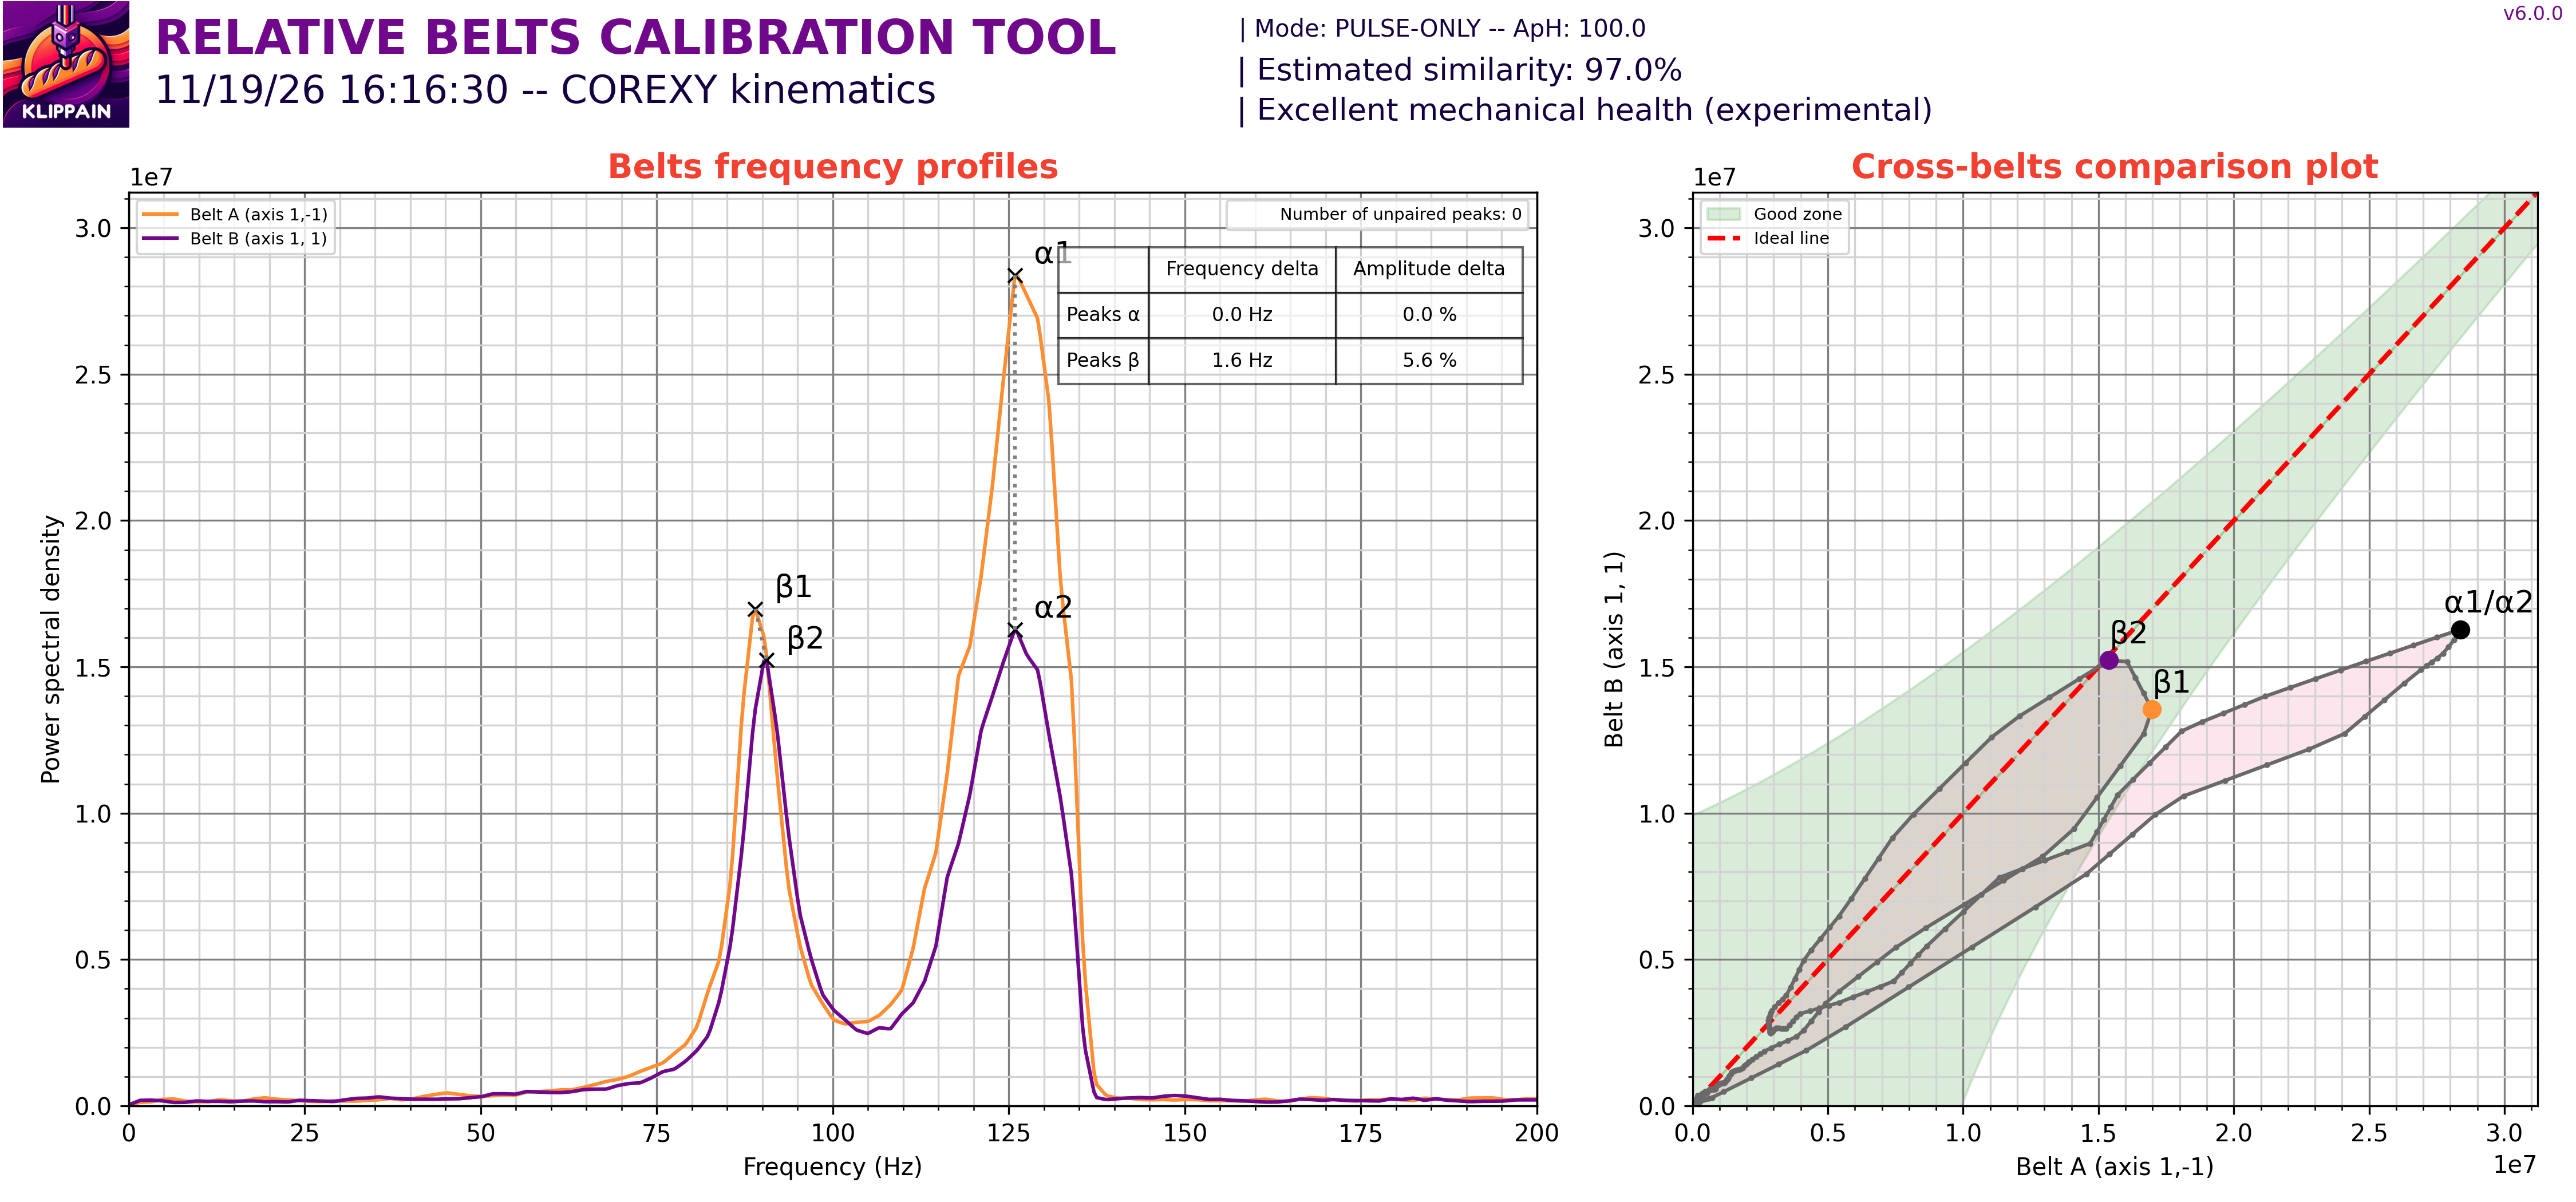 KLIPPAIN
RELATIVE BELTS CALIBRATION TOOL
11/19/26 16:16:30 -- COREXY kinematics
| Mode: PULSE-ONLY -- ApH: 100.0
| Estimated similarity: 97.0%
| Excellent mechanical health (experimental)
v6.0.0
Belts frequency profiles
1e7
Belt A (axis 1,-1)
Belt B (axis 1, 1)
Number of unpaired peaks: 0
Frequency delta Amplitude delta
Peaks α 0.0 Hz 0.0 %
Peaks β 1.6 Hz 5.6 %
α1
α2
β1
β2
Power spectral density
3.0
2.5
2.0
1.5
1.0
0.5
0.0
0 25 50 75 100 125 150 175 200
Frequency (Hz)
Cross-belts comparison plot
1e7
Good zone
Ideal line
α1/α2
β2
β1
Belt B (axis 1, 1)
3.0
2.5
2.0
1.5
1.0
0.5
0.0
0.0 0.5 1.0 1.5 2.0 2.5 3.0
1e7
Belt A (axis 1,-1)